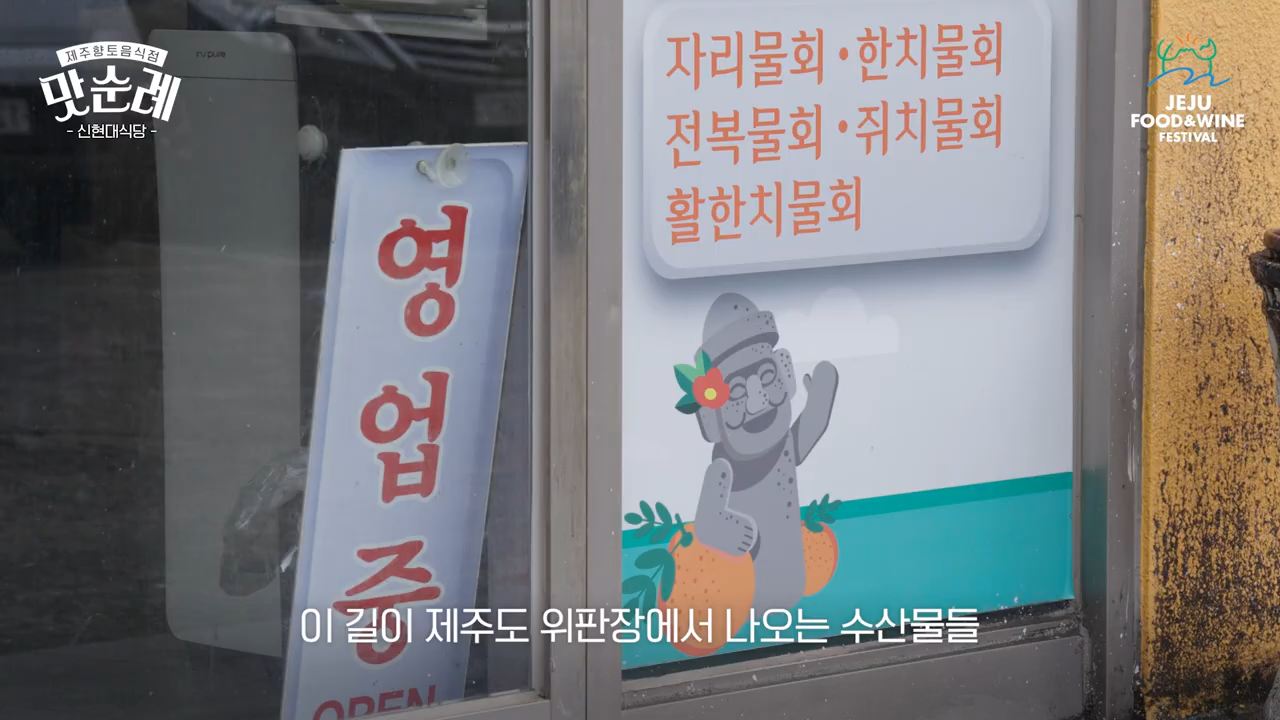 제주향토음식점
맛순례
- 신현대식당 -
JEJU
FOOD&WINE
FESTIVAL
nupure
자리물회 · 한치물회
전복물회 · 쥐치물회
활한치물회
영업중
OPEN
이 길이 제주도 위판장에서 나오는 수산물들